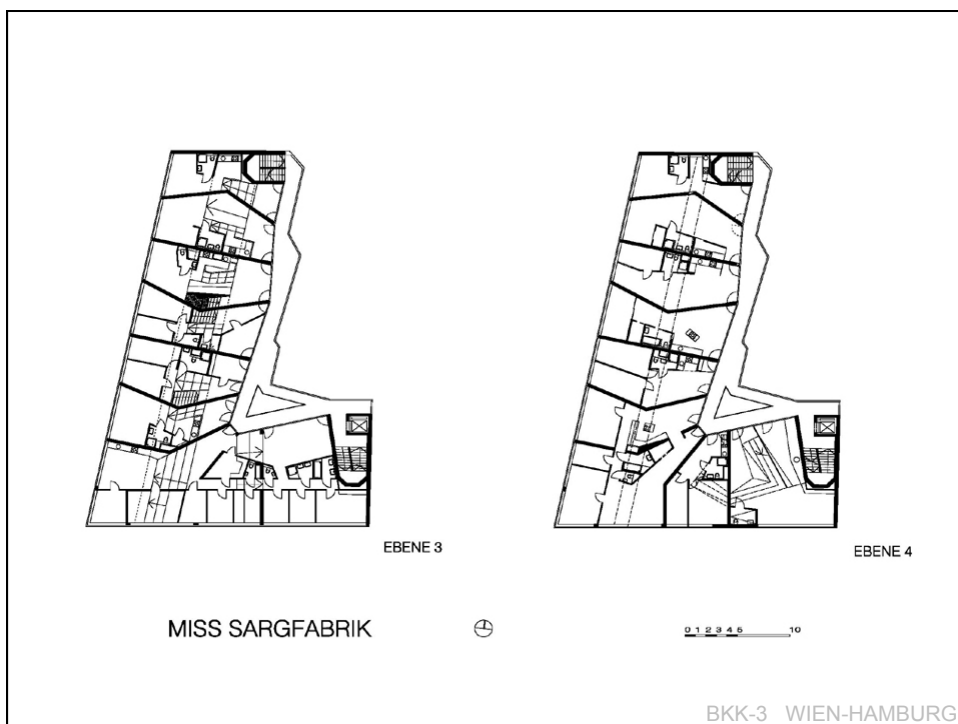 EBENE 3
EBENE 4
MISS SARGFABRIK
0 1 2 3 4 5 10
BKK-3 WIEN-HAMBURG